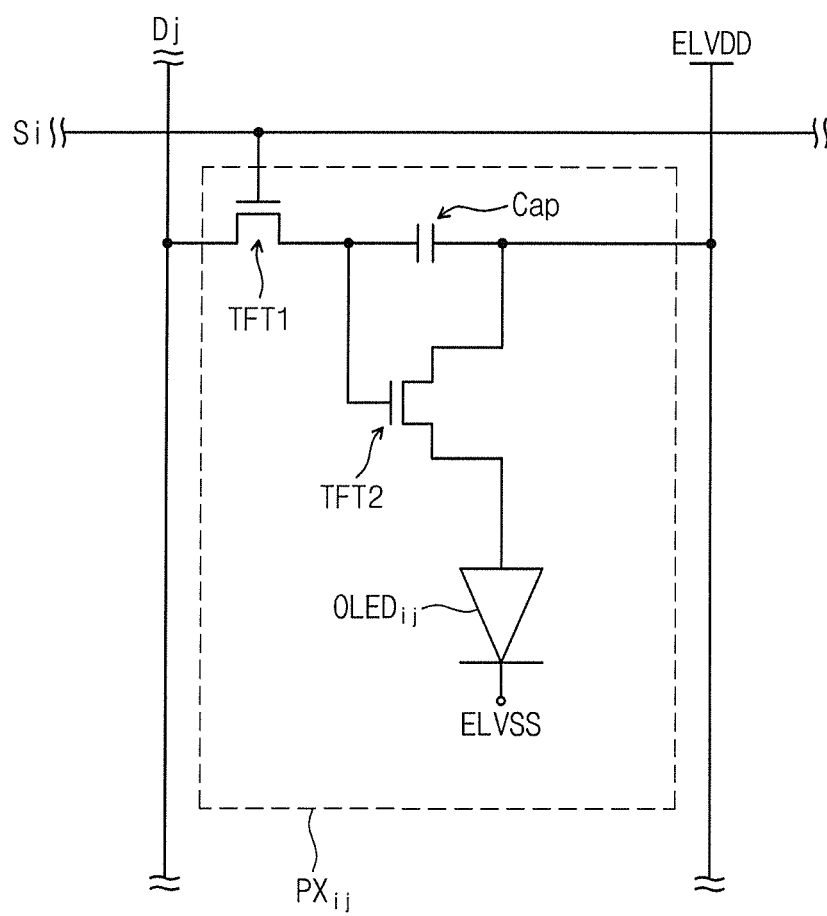 Dj
ELVDD
Si
Cap
TFT1
TFT2
OLEDij
ELVSS
PXij